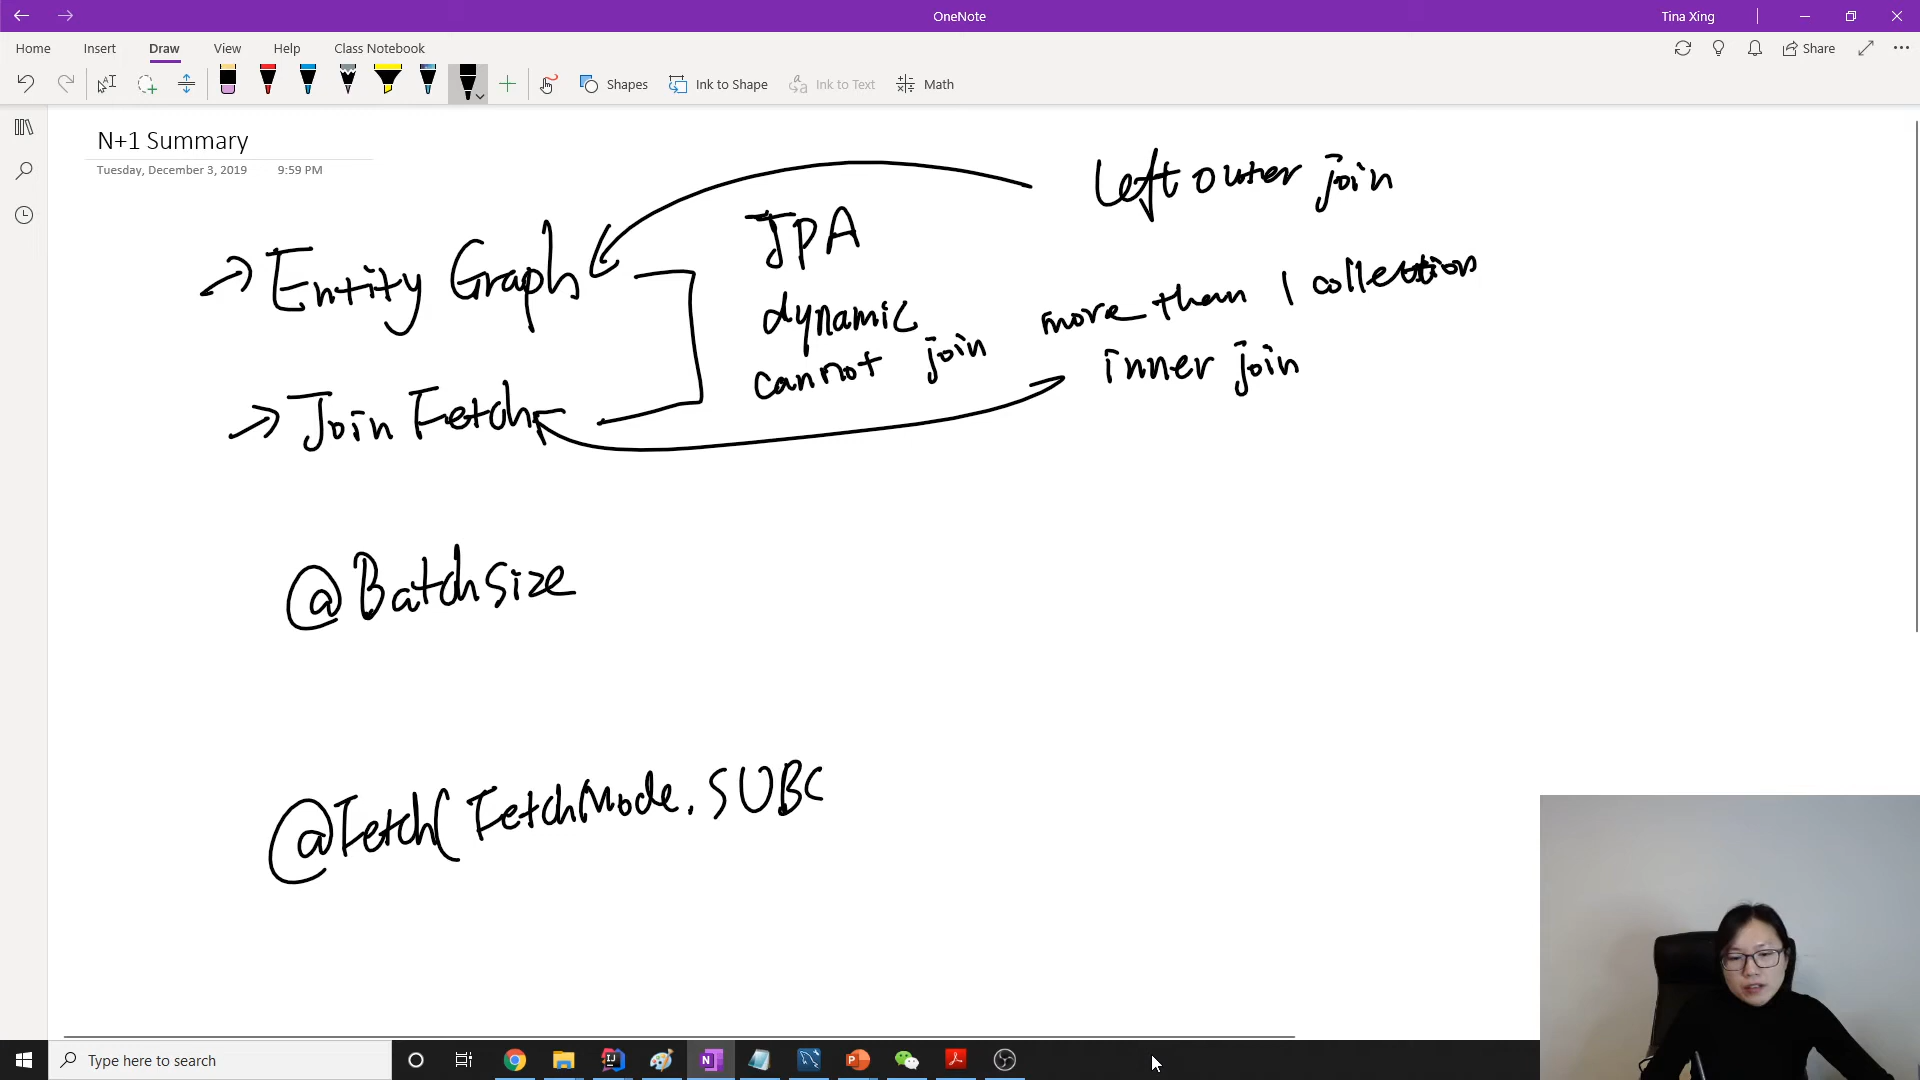 OneNote
Tina Xing
Home Insert Draw View Help Class Notebook
Share
Shapes Ink to Shape Ink to Text Math
N+1 Summary
Tuesday, December 3, 2019 9:59 PM
left outer join
Entity Graph
JPA
dynamic
cannot join more than 1 collection
inner join
Join Fetch
@BatchSize
@Fetch(FetchMode.SUBC
Type here to search